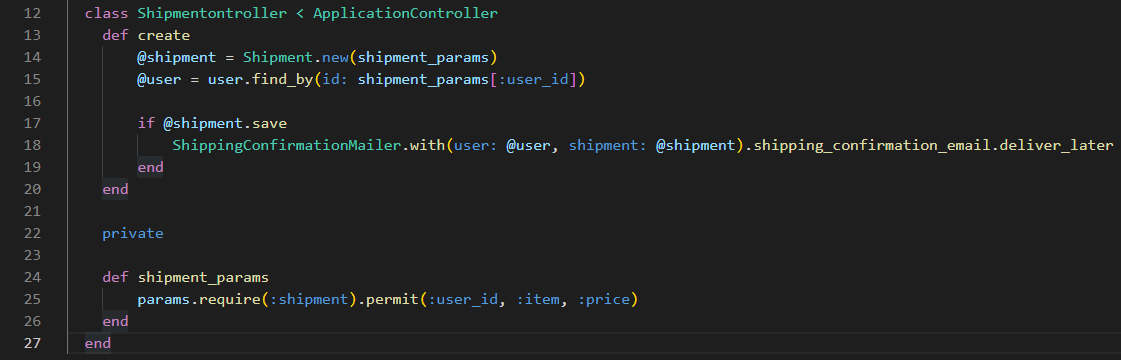 12 class Shipmentontroller < ApplicationController
13   def create
14       @shipment = Shipment.new(shipment_params)
15       @user = user.find_by(id: shipment_params[:user_id])
16
17       if @shipment.save
18           ShippingConfirmationMailer.with(user: @user, shipment: @shipment).shipping_confirmation_email.deliver_later
19       end
20   end
21
22   private
23
24   def shipment_params
25       params.require(:shipment).permit(:user_id, :item, :price)
26   end
27 end